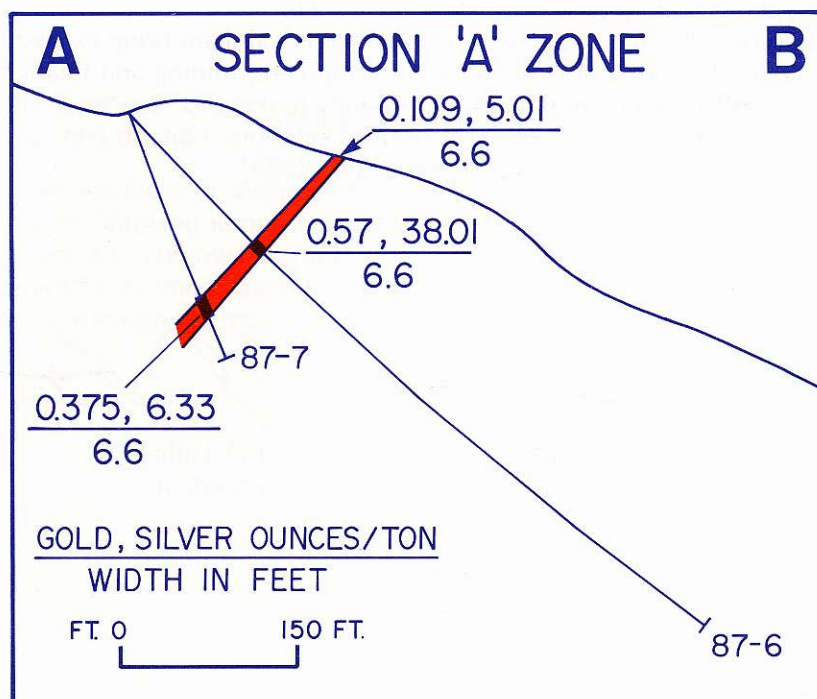 A SECTION 'A' ZONE B
0.109, 5.01
6.6
0.57, 38.01
6.6
87-7
0.375, 6.33
6.6
GOLD, SILVER OUNCES/TON
WIDTH IN FEET
FT. 0 150 FT.
87-6